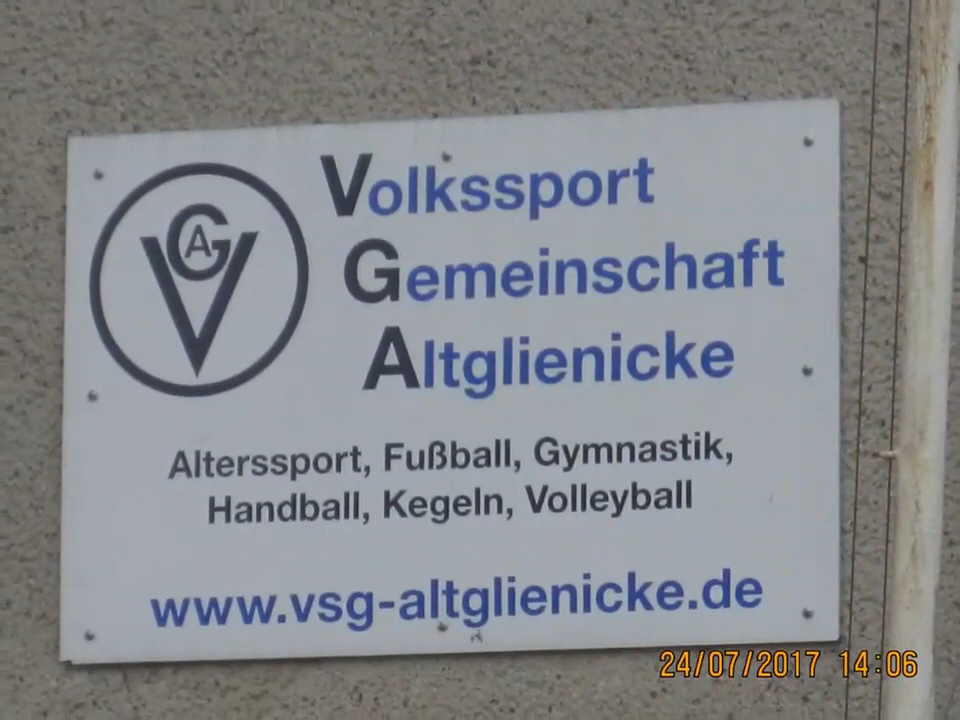 VGA
Volkssport
Gemeinschaft
Altglienicke
Alterssport, Fußball, Gymnastik,
Handball, Kegeln, Volleyball
www.vsg-altglienicke.de
24/07/2017 14:06